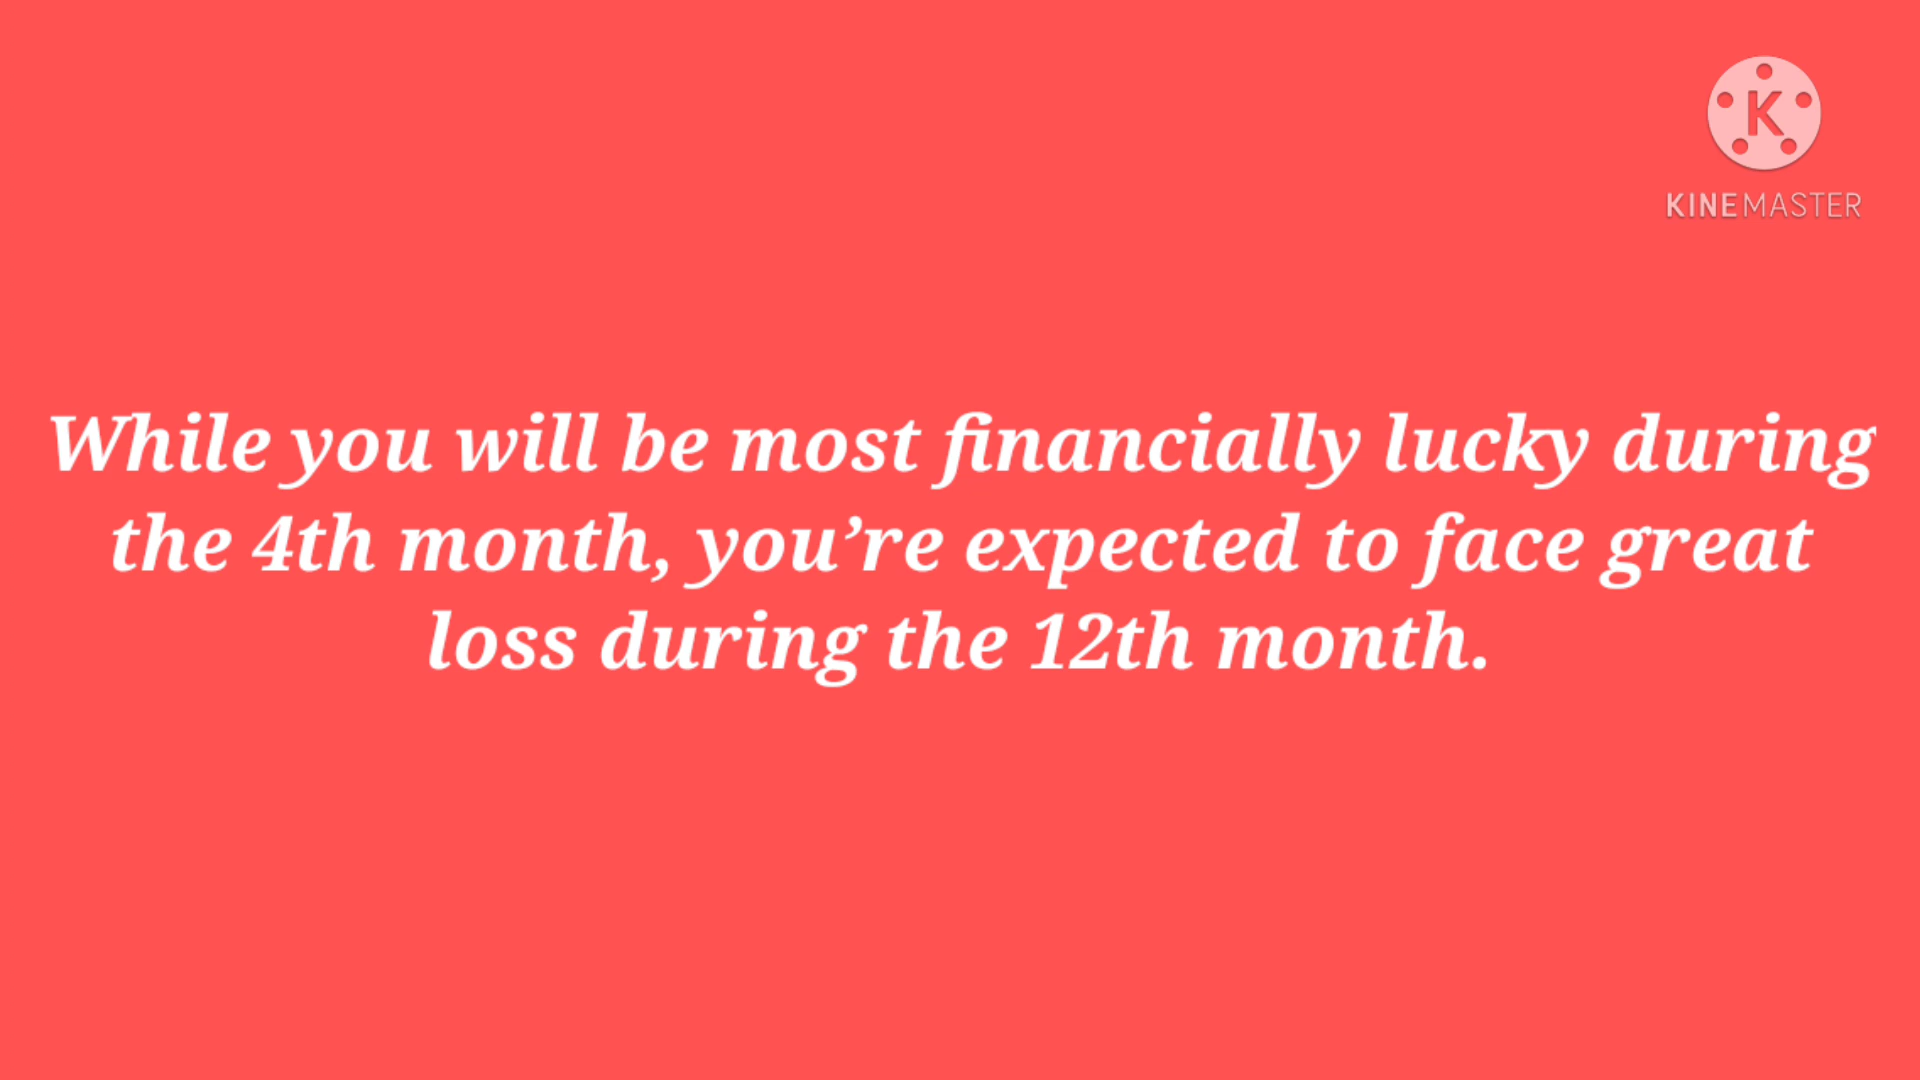 K
KINEMASTER
While you will be most financially lucky during
the 4th month, you’re expected to face great
loss during the 12th month.